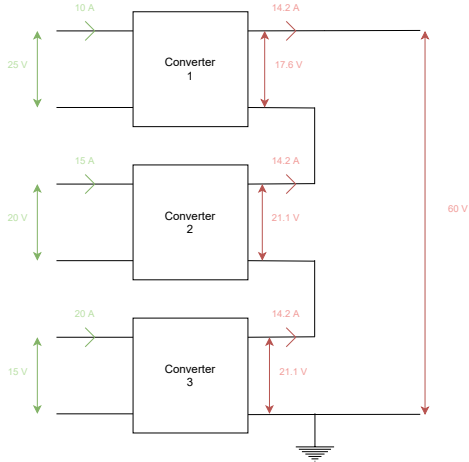 10 A
14.2 A
25 V
Converter
1
17.6 V
15 A
14.2 A
20 V
Converter
2
21.1 V
60 V
20 A
14.2 A
15 V
Converter
3
21.1 V